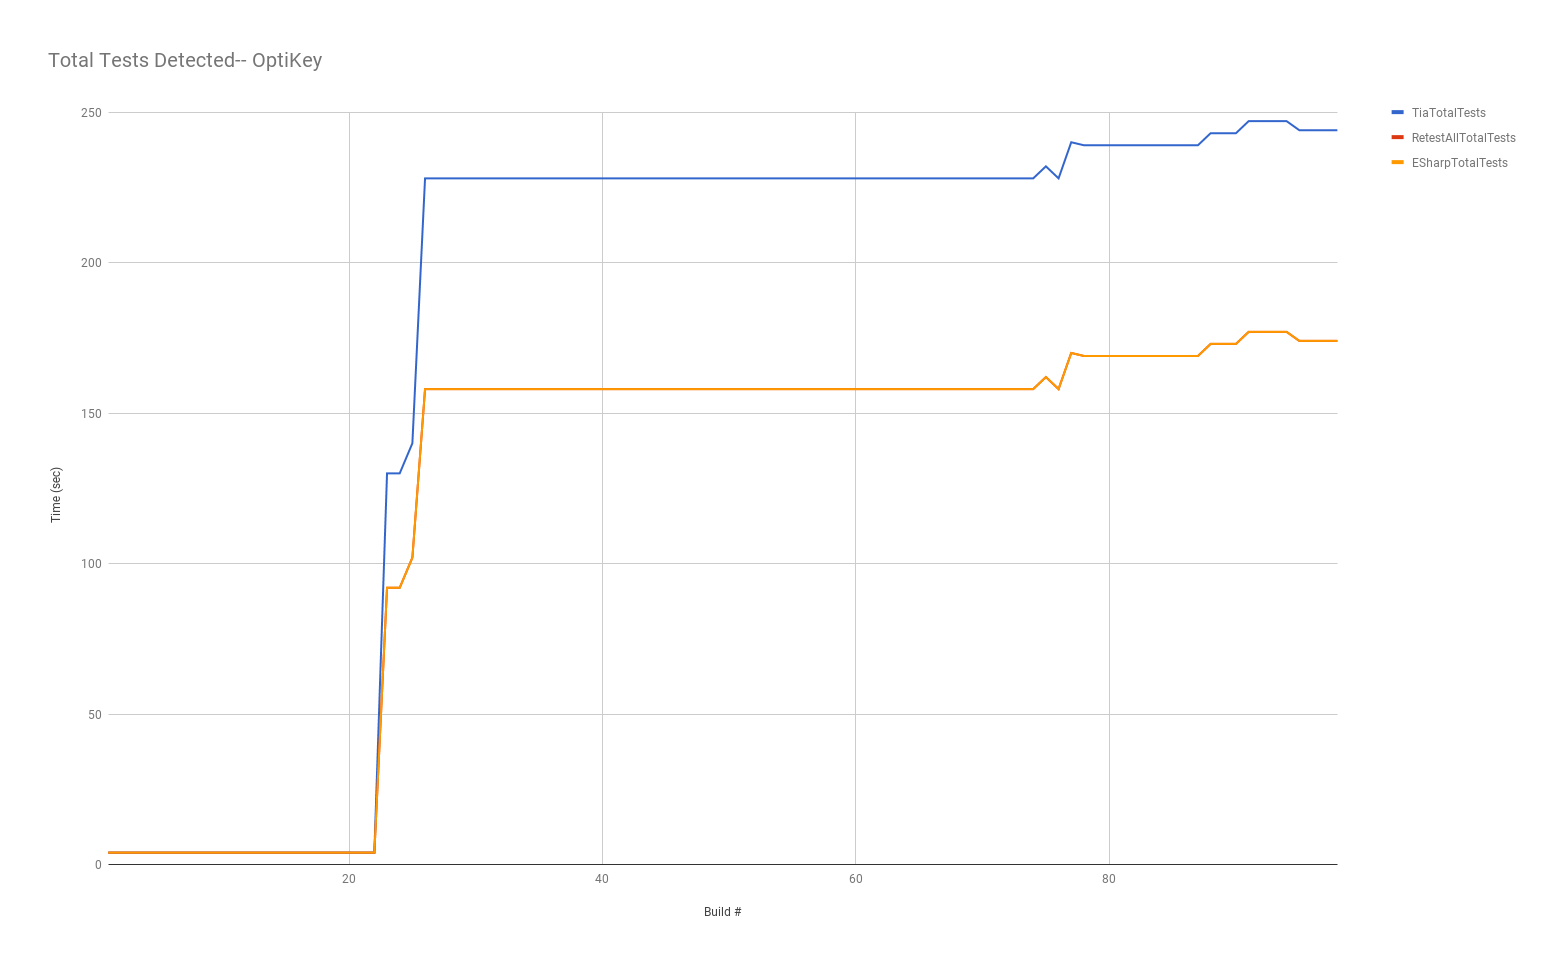 Total Tests Detected-- OptiKey
TiaTotalTests
RetestAllTotalTests
ESharpTotalTests
250
200
150
100
50
0
Time (sec)
20
40
60
80
Build #